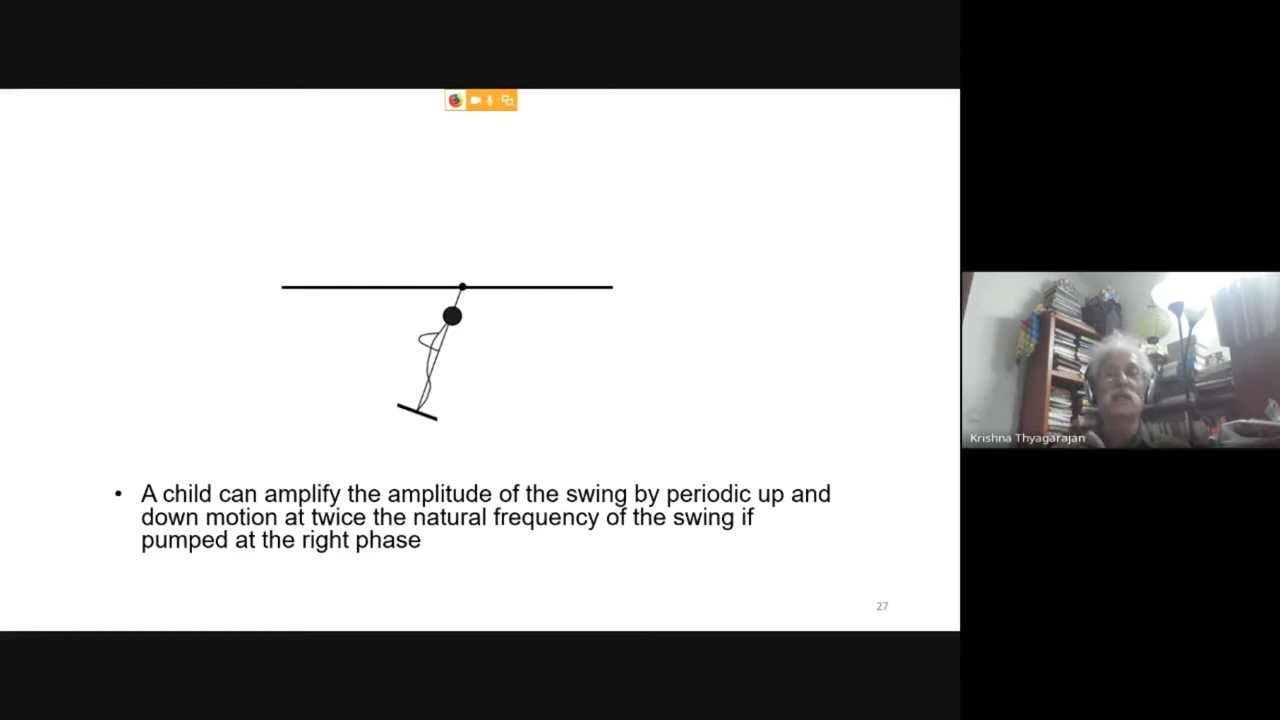 • A child can amplify the amplitude of the swing by periodic up and
down motion at twice the natural frequency of the swing if
pumped at the right phase
27
Krishna Thyagarajan